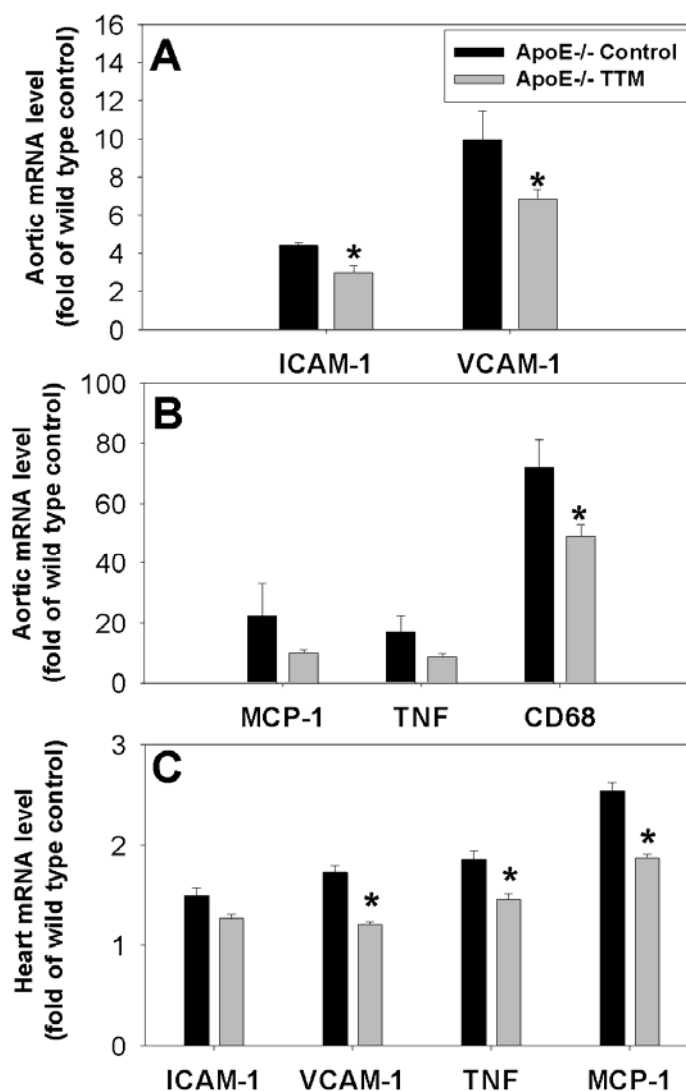 A
ApoE-/- Control
ApoE-/- TTM
Aortic mRNA level
(fold of wild type control)
16
14
12
10
8
6
4
2
0
*
*
ICAM-1 VCAM-1
B
Aortic mRNA level
(fold of wild type control)
100
80
60
40
20
0
*
MCP-1 TNF CD68
C
Heart mRNA level
(fold of wild type control)
3
2
1
0
*
*
*
ICAM-1 VCAM-1 TNF MCP-1